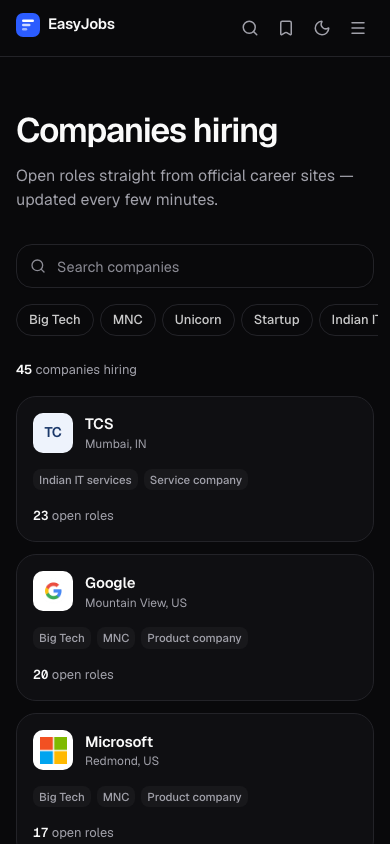 EasyJobs
Companies hiring
Open roles straight from official career sites —
updated every few minutes.
Search companies
Big Tech
MNC
Unicorn
Startup
Indian IT
45 companies hiring
TC
TCS
Mumbai, IN
Indian IT services
Service company
23 open roles
G
Google
Mountain View, US
Big Tech
MNC
Product company
20 open roles
Microsoft
Redmond, US
Big Tech
MNC
Product company
17 open roles